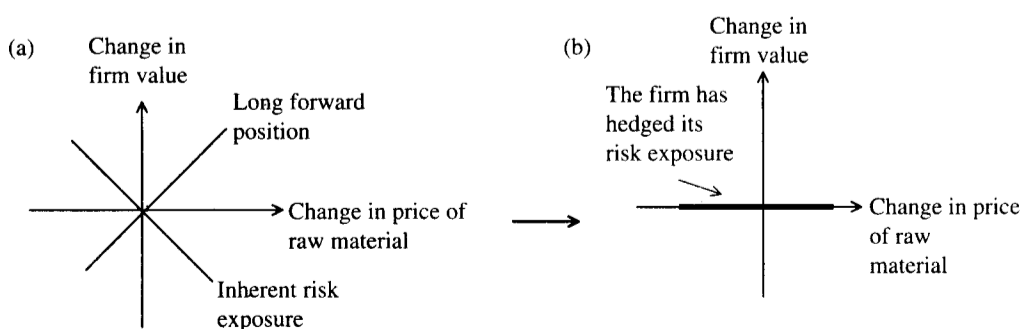 (a)
Change in
firm value
Long forward
position
Change in price of
raw material
Inherent risk
exposure
(b)
Change in
firm value
The firm has
hedged its
risk exposure
Change in price
of raw
material